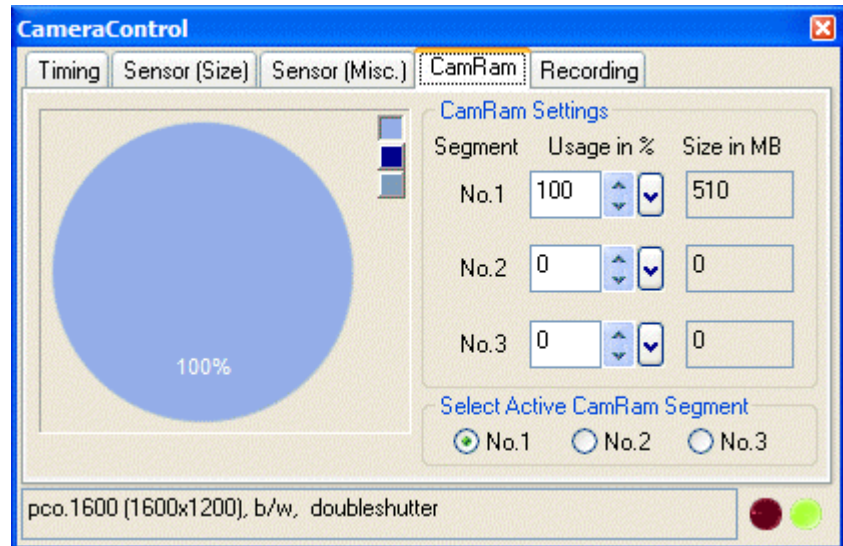 CameraControl
Timing Sensor (Size) Sensor (Misc.) CamRam Recording
CamRam Settings
Segment Usage in % Size in MB
No.1 100 510
No.2 0 0
No.3 0 0
100%
Select Active CamRam Segment
No.1 No.2 No.3
pco.1600 (1600x1200), b/w, doubleshutter